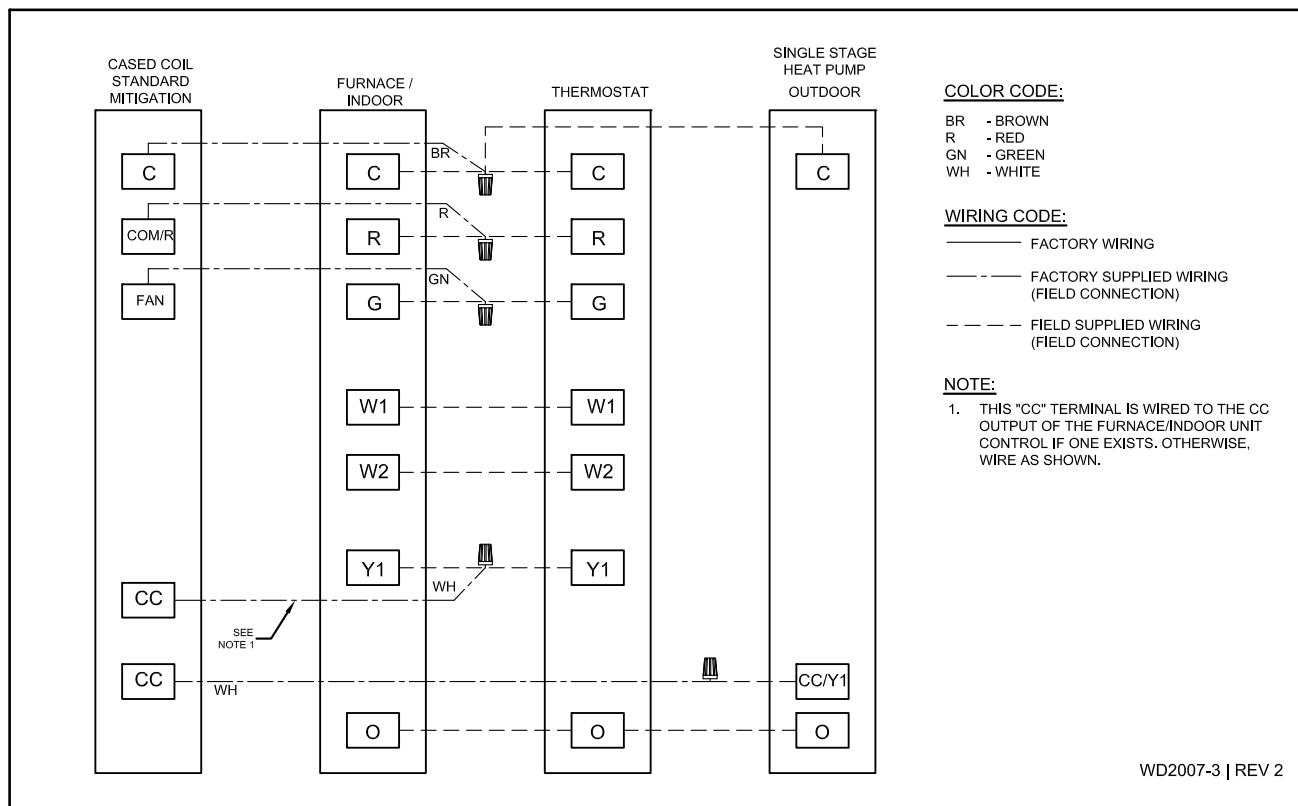 CASED COIL
STANDARD
MITIGATION
FURNACE /
INDOOR
THERMOSTAT
SINGLE STAGE
HEAT PUMP
OUTDOOR
BR
C
C
C
C
R
COM/R
R
R
GN
FAN
G
G
W1
W1
W2
W2
Y1
Y1
WH
CC
SEE
NOTE 1
CC
WH
CC/Y1
O
O
O
COLOR CODE:
BR - BROWN
R - RED
GN - GREEN
WH - WHITE
WIRING CODE:
FACTORY WIRING
FACTORY SUPPLIED WIRING
(FIELD CONNECTION)
FIELD SUPPLIED WIRING
(FIELD CONNECTION)
NOTE:
1. THIS "CC" TERMINAL IS WIRED TO THE CC
OUTPUT OF THE FURNACE/INDOOR UNIT
CONTROL IF ONE EXISTS. OTHERWISE,
WIRE AS SHOWN.
WD2007-3 | REV 2